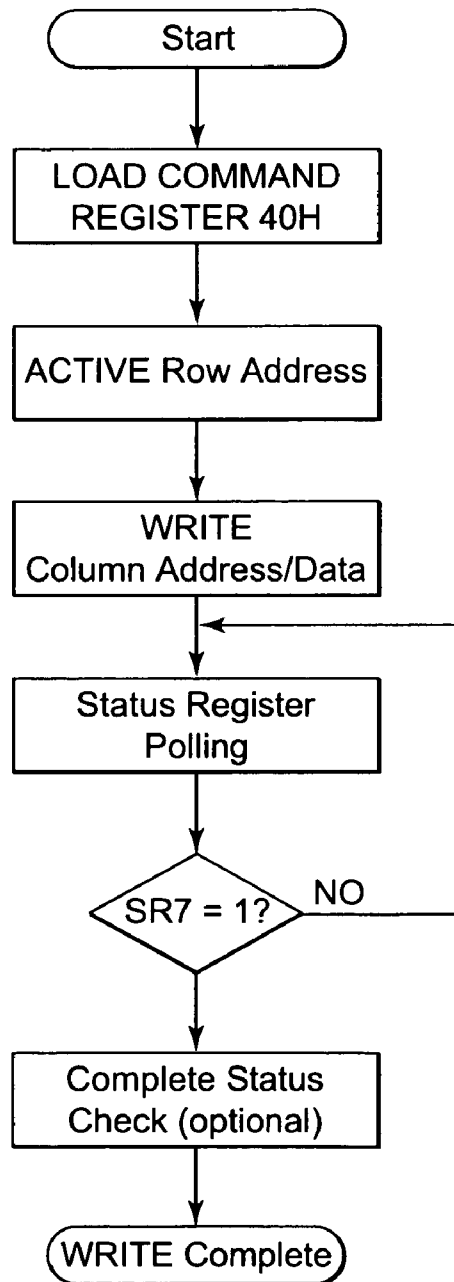 Start
LOAD COMMAND
REGISTER 40H
ACTIVE Row Address
WRITE
Column Address/Data
Status Register
Polling
SR7 = 1?
NO
Complete Status
Check (optional)
WRITE Complete